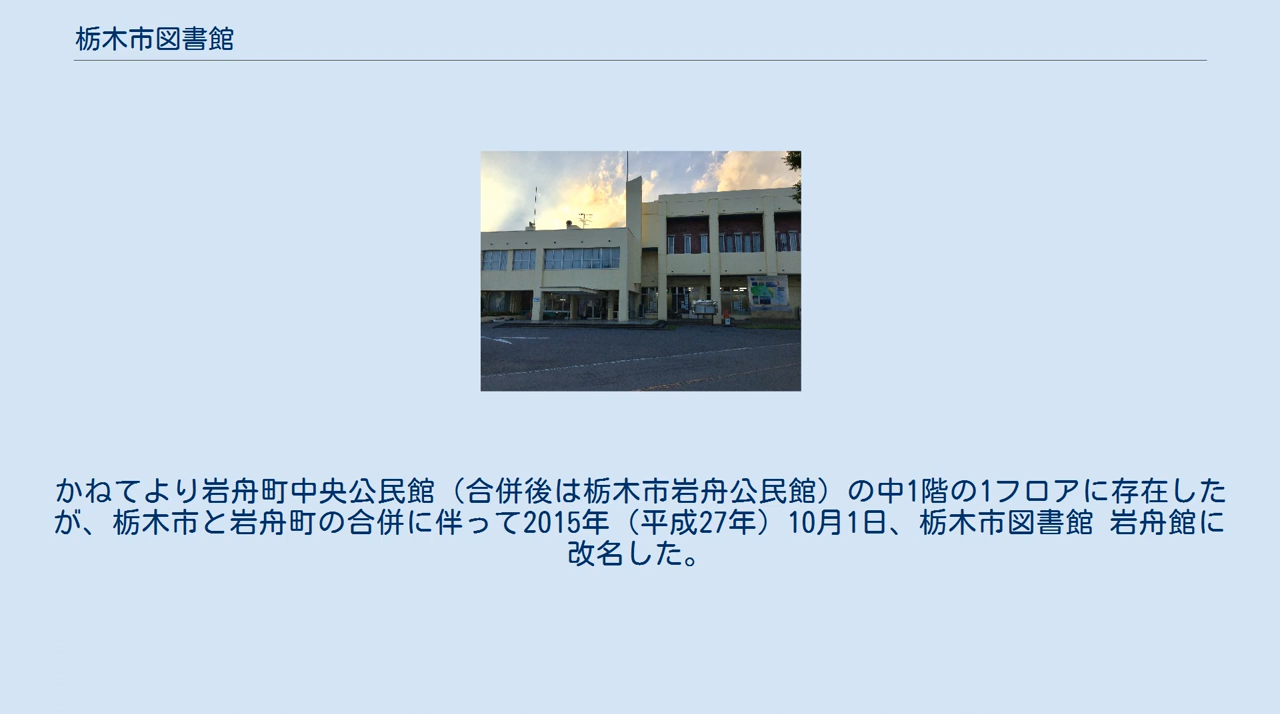 栃木市図書館
かねてより岩舟町中央公民館（合併後は栃木市岩舟公民館）の中1階の1フロアに存在した
が、栃木市と岩舟町の合併に伴って2015年（平成27年）10月1日、栃木市図書館 岩舟館に
改名した。